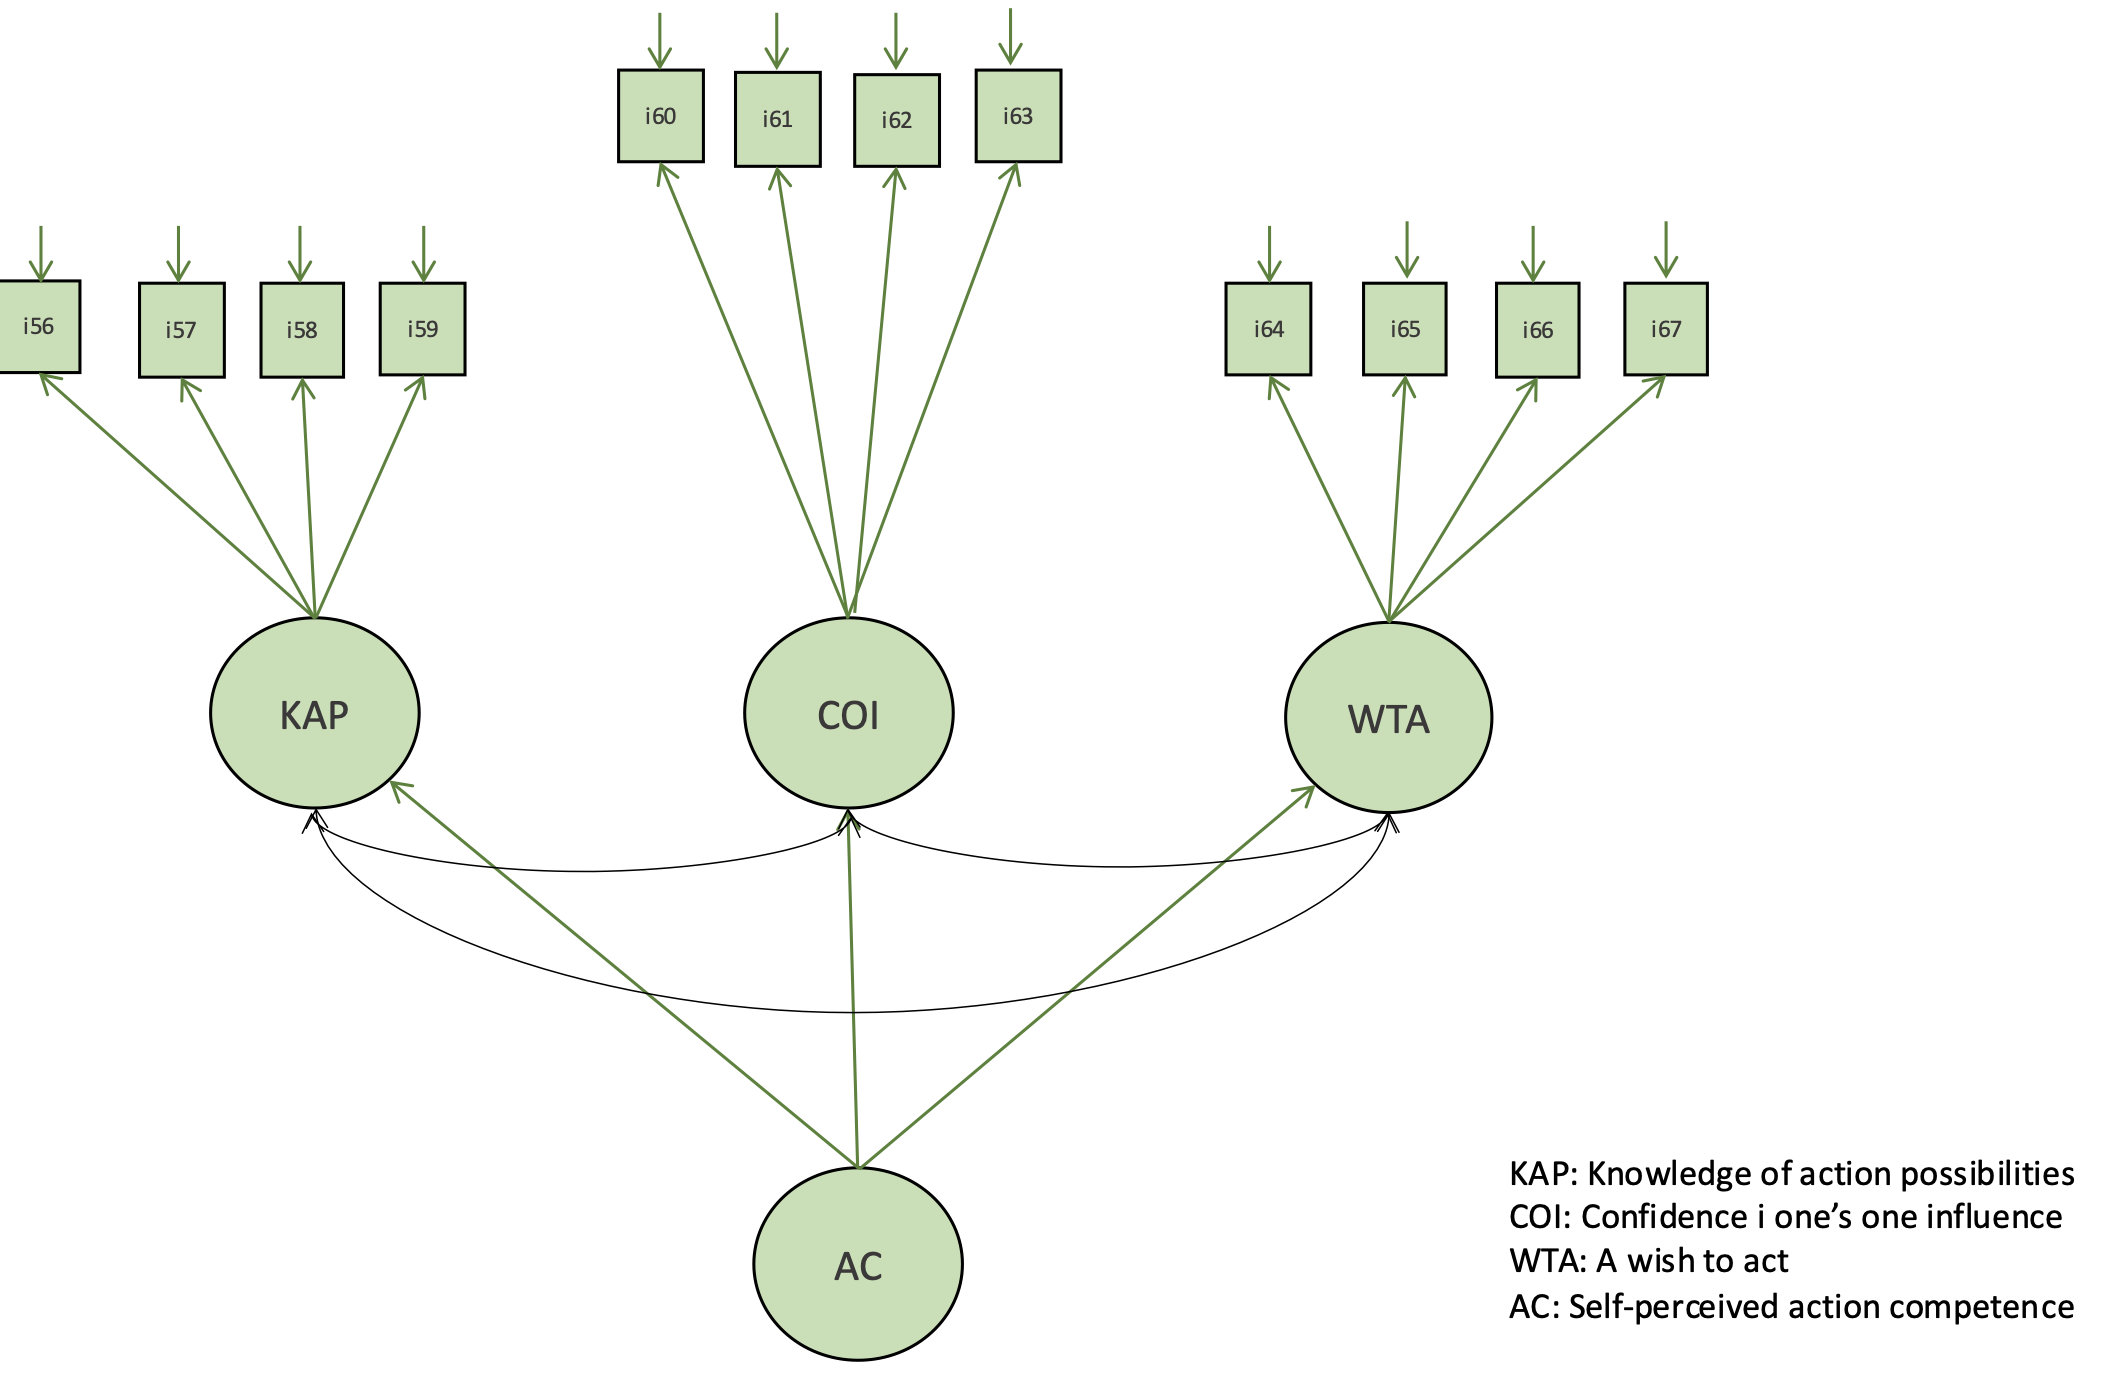 i60
i61
i62
i63
i56
i57
i58
i59
i64
i65
i66
i67
KAP
COI
WTA
AC
KAP: Knowledge of action possibilities
COI: Confidence i one’s one influence
WTA: A wish to act
AC: Self-perceived action competence